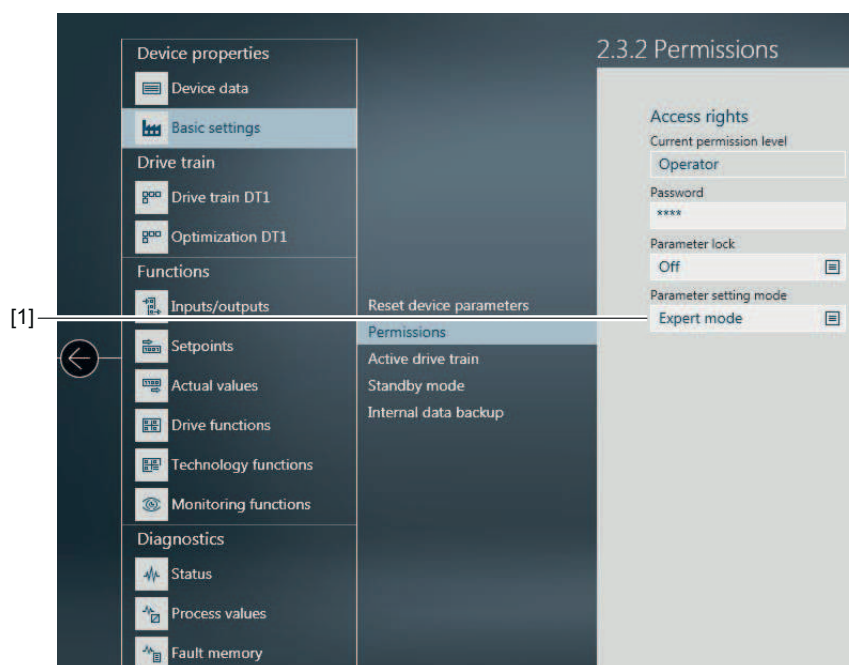 Device properties
Device data
Basic settings
Drive train
Drive train DT1
Optimization DT1
Functions
Inputs/outputs
Setpoints
Actual values
Drive functions
Technology functions
Monitoring functions
Diagnostics
Status
Process values
Fault memory
[1]
Reset device parameters
Permissions
Active drive train
Standby mode
Internal data backup
2.3.2 Permissions
Access rights
Current permission level
Operator
Password
****
Parameter lock
Off
Parameter setting mode
Expert mode